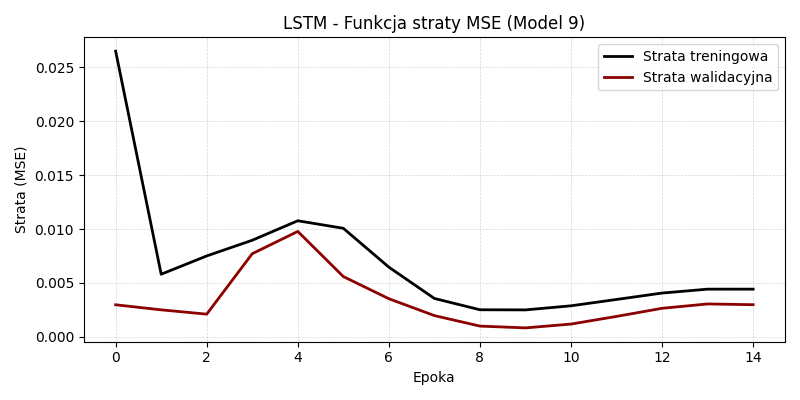 LSTM - Funkcja straty MSE (Model 9)
Strata treningowa
Strata walidacyjna
Strata (MSE)
0.025
0.020
0.015
0.010
0.005
0.000
0 2 4 6 8 10 12 14
Epoka